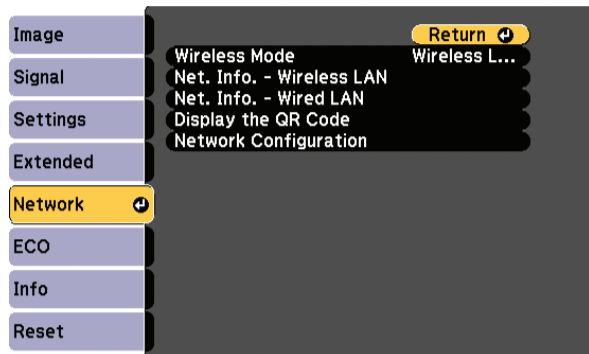 Image
Signal
Settings
Extended
Network
ECO
Info
Reset
Return
Wireless Mode Wireless L...
Net. Info. - Wireless LAN
Net. Info. - Wired LAN
Display the QR Code
Network Configuration